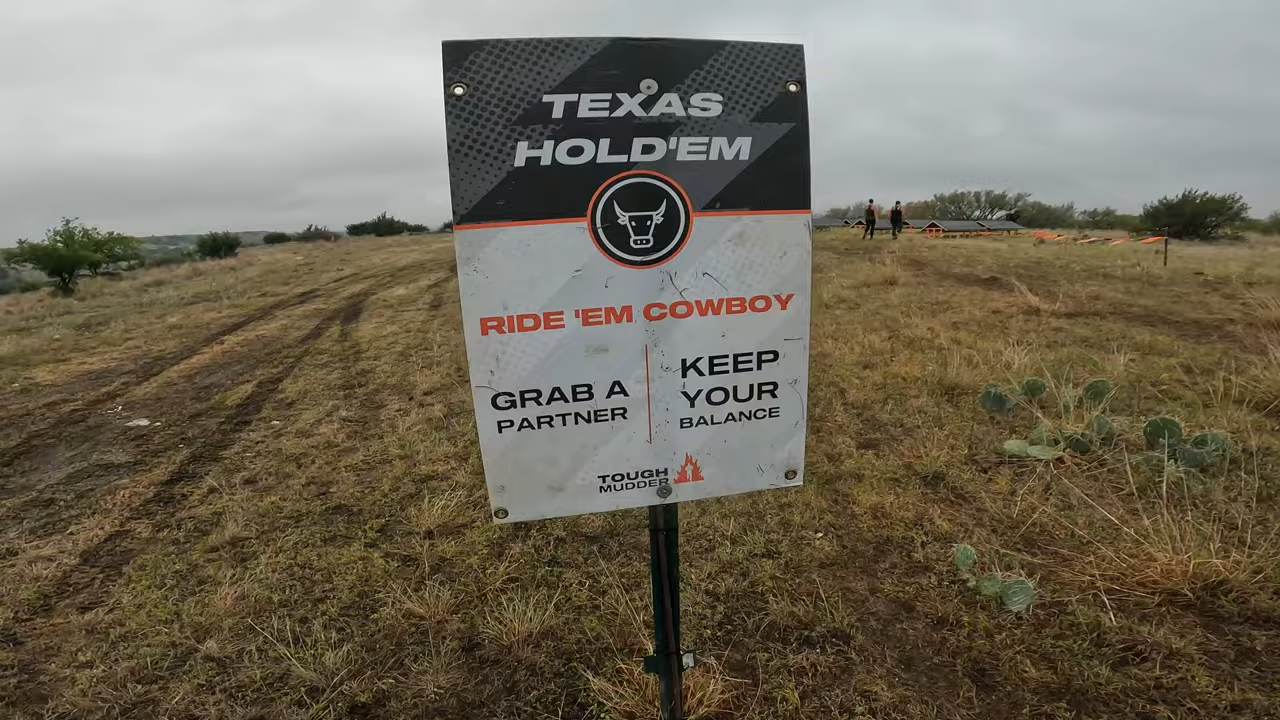 TEXAS
HOLD'EM
RIDE 'EM COWBOY
GRAB A
PARTNER
KEEP
YOUR
BALANCE
TOUGH
MUDDER